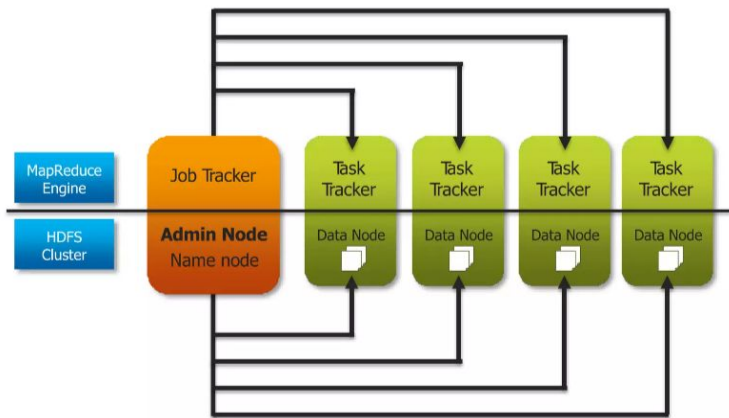 MapReduce
Engine
Job Tracker
Task
Tracker
Task
Tracker
Task
Tracker
Task
Tracker
HDFS
Cluster
Admin Node
Name node
Data Node
Data Node
Data Node
Data Node